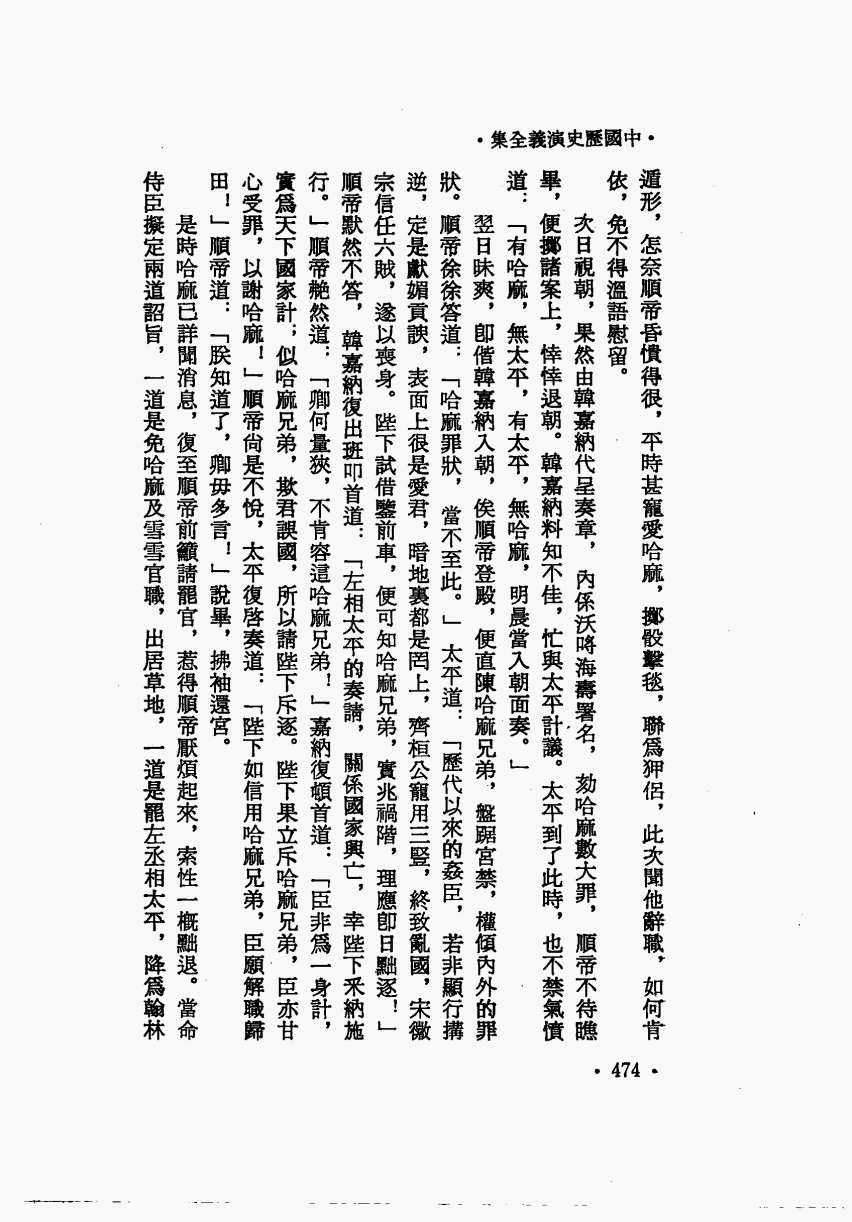 •中國歷史演義全集•
遁形，怎奈順帝昏憒得很，平時甚寵愛哈麻，擲骰擊毬，聯爲狎侶，此次聞他辭職，如何肯
依，免不得溫語慰留。
次日視朝，果然由韓嘉納代呈奏章，內係沃呣海壽署名，劾哈麻數大罪，順帝不待瞧
畢，便擲諸案上，悻悻退朝。韓嘉納料知不佳，忙與太平計議。太平到了此時，也不禁氣憤
道：「有哈麻，無太平，有太平，無哈麻，明晨當入朝面奏。」
翌日昧爽，卽偕韓嘉納入朝，俟順帝登殿，便直陳哈麻兄弟，盤踞宮禁，權傾內外的罪
狀。順帝徐徐答道：「哈麻罪狀，當不至此。」太平道：「歷代以來的姦臣，若非顯行搆
逆，定是獻媚貢諛，表面上很是愛君，暗地裏都是罔上，齊桓公寵用三豎，終致亂國，宋徽
宗信任六賊，遂以喪身。陛下試借鑒前車，便可知哈麻兄弟，實兆禍階，理應卽日黜逐！」
順帝默然不答，韓嘉納復出班叩首道：「左相太平的奏請，關係國家興亡，幸陛下采納施
行。」順帝艴然道：「卿何量狹，不肯容這哈麻兄弟！」嘉納復頓首道：「臣非爲一身計，
實爲天下國家計；似哈麻兄弟，欺君誤國，所以請陛下斥逐。陛下果立斥哈麻兄弟，臣亦甘
心受罪，以謝哈麻！」順帝尙是不悅，太平復啓奏道：「陛下如信用哈麻兄弟，臣願解職歸
田！」順帝道：「朕知道了，卿毋多言！」說畢，拂袖還宮。
是時哈麻已詳聞消息，復至順帝前籲請罷官，惹得順帝厭煩起來，索性一概黜退。當命
侍臣擬定兩道詔旨，一道是免哈麻及雪雪官職，出居草地，一道是罷左丞相太平，降爲翰林
•474•